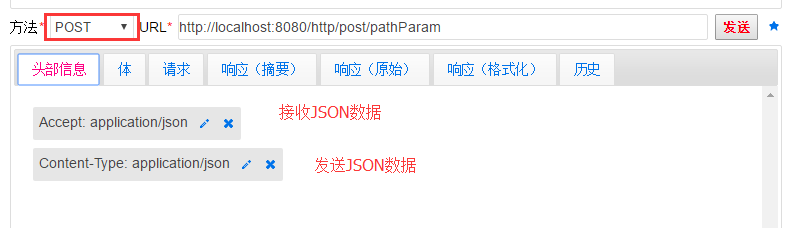 方法* POST URL* http://localhost:8080/http/post/pathParam 发送
头部信息 体 请求 响应（摘要） 响应（原始） 响应（格式化） 历史
Accept: application/json 接收JSON数据
Content-Type: application/json 发送JSON数据